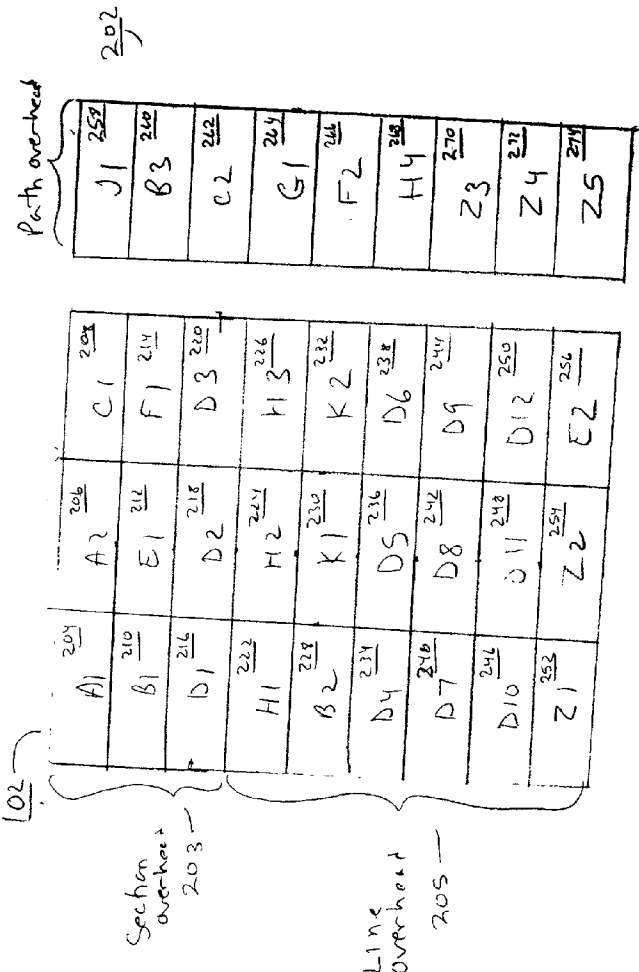 102
202
Path overhead
A1 204
A2 206
C1 208
J1 258
B1 210
E1 212
F1 214
B3 260
D1 216
D2 218
D3 220
C2 262
H1 222
H2 224
H3 226
G1 264
B2 228
K1 230
K2 232
F2 266
D4 234
D5 236
D6 238
H4 268
D7 240
D8 242
D9 244
Z3 270
D10 246
D11 248
D12 250
Z4 272
Z1 252
Z2 254
E2 256
Z5 274
Section
overhead
203
Line
overhead
205